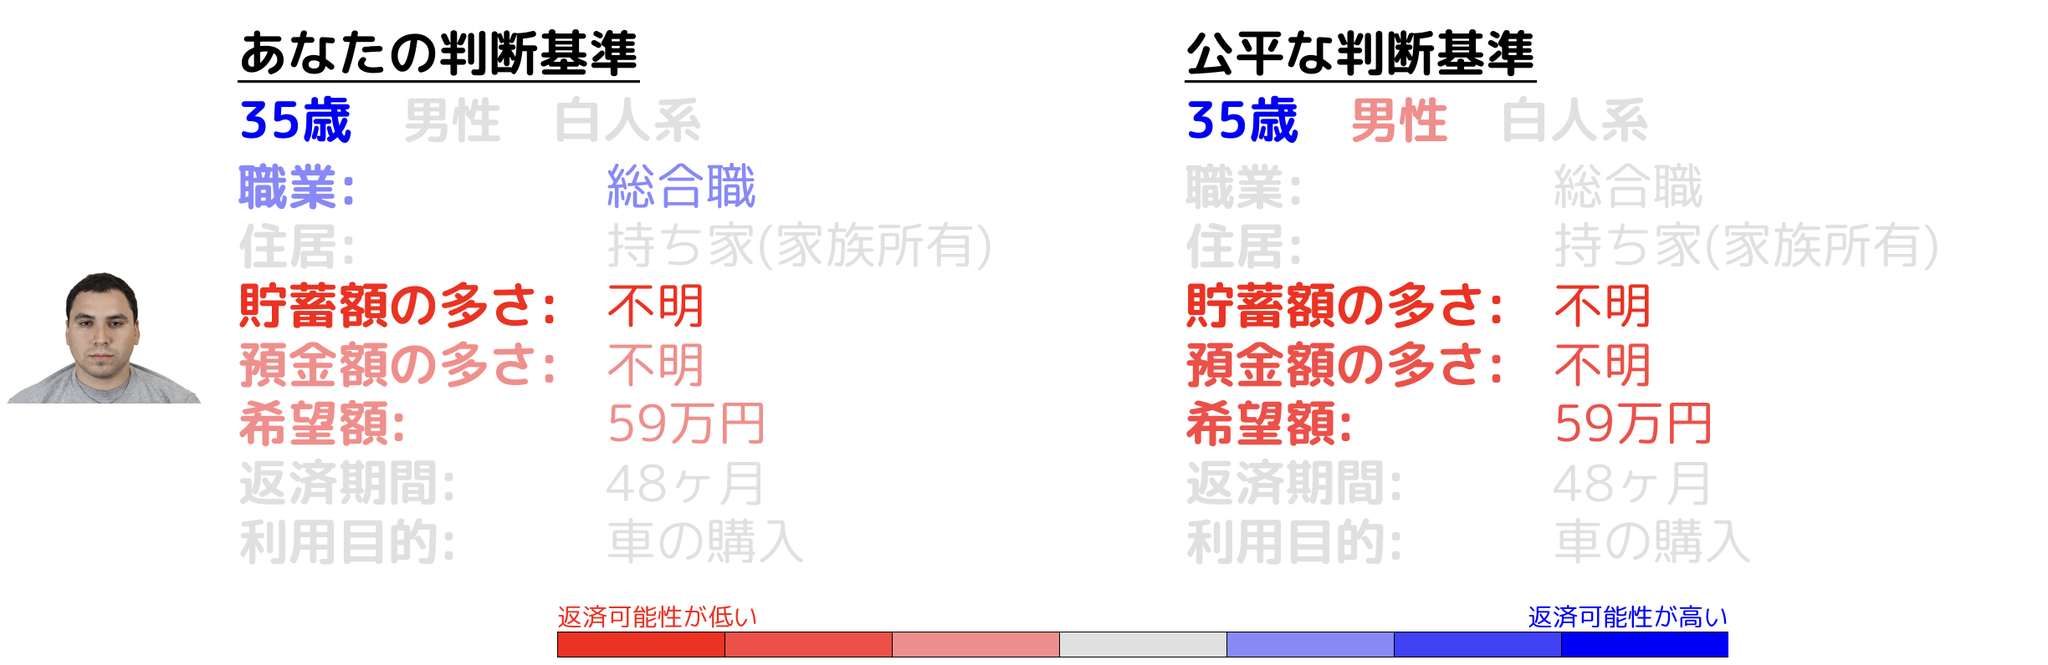 あなたの判断基準
35歳 男性 白人系
職業: 総合職
住居: 持ち家(家族所有)
貯蓄額の多さ: 不明
預金額の多さ: 不明
希望額: 59万円
返済期間: 48ヶ月
利用目的: 車の購入
公平な判断基準
35歳 男性 白人系
職業: 総合職
住居: 持ち家(家族所有)
貯蓄額の多さ: 不明
預金額の多さ: 不明
希望額: 59万円
返済期間: 48ヶ月
利用目的: 車の購入
返済可能性が低い
返済可能性が高い